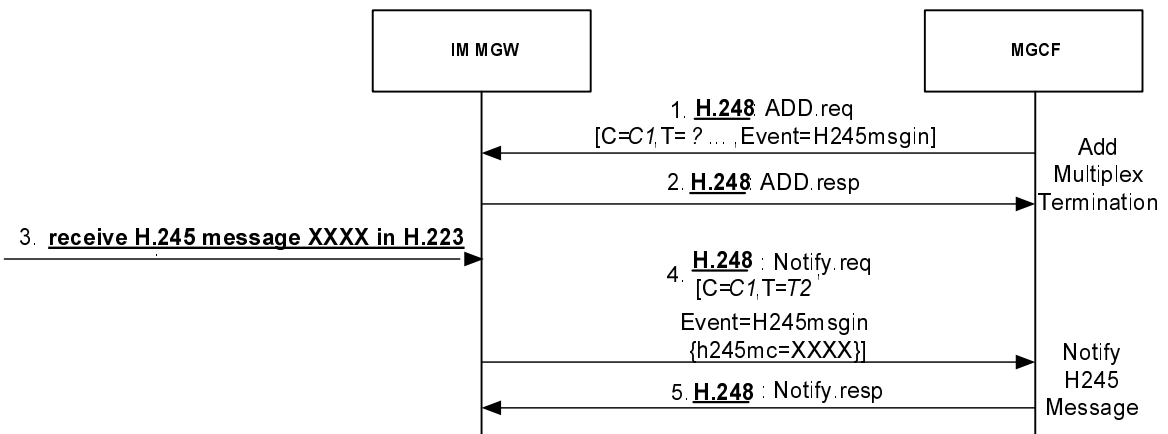 IM MGW
MGCF
1. H.248: ADD.req
[C=C1,T= ? ... ,Event=H245msgin]
Add
Multiplex
Termination
2. H.248: ADD.resp
3. receive H.245 message XXXX in H.223
4. H.248 : Notify.req
[C=C1,T=T2 ,
Event=H245msgin
{h245mc=XXXX}]
Notify
H245
Message
5. H.248 : Notify.resp